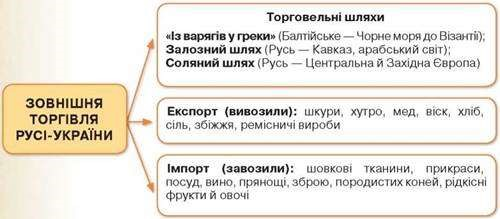 Торговельні шляхи
«Із варягів у греки» (Балтійське — Чорне моря до Візантії);
Залозний шлях (Русь — Кавказ, арабський світ);
Соляний шлях (Русь — Центральна й Західна Європа)
ЗОВНІШНЯ
ТОРГІВЛЯ
РУСІ-УКРАЇНИ
Експорт (вивозили): шкури, хутро, мед, віск, хліб,
сіль, збіжжя, ремісничі вироби
Імпорт (завозили): шовкові тканини, прикраси,
посуд, вино, прянощі, зброю, породистих коней, рідкісні
фрукти й овочі